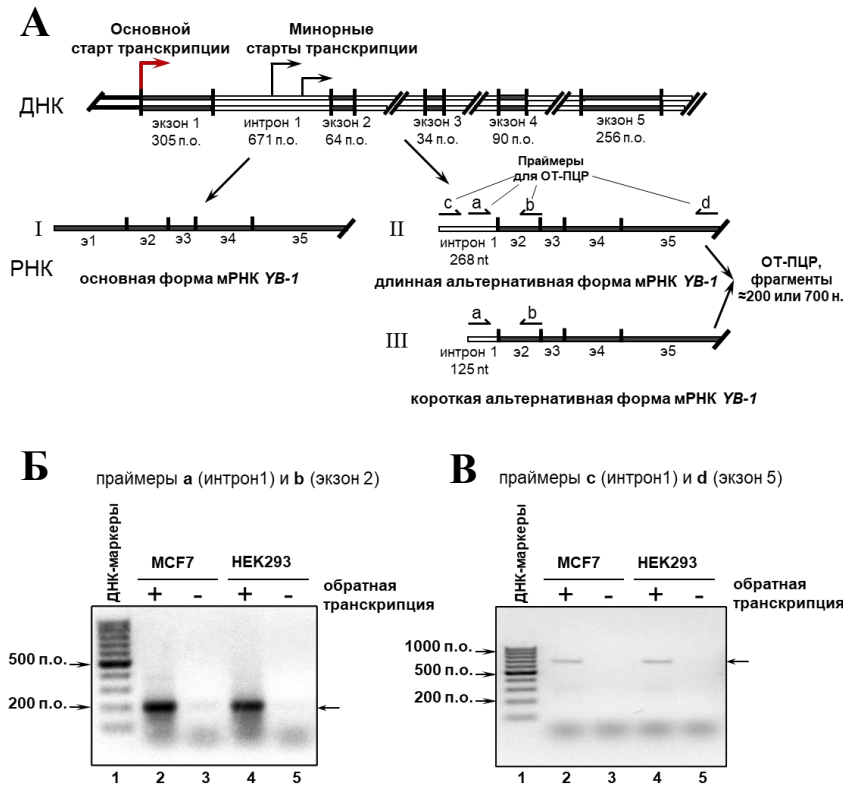 А
Основной
старт транскрипции
Минорные
старты транскрипции
ДНК
экзон 1
305 п.о.
интрон 1
671 п.о.
экзон 2
64 п.о.
экзон 3
34 п.о.
экзон 4
90 п.о.
экзон 5
256 п.о.
Праймеры
для ОТ-ПЦР
c a b d
I
э1 э2 э3 э4 э5
РНК
основная форма мРНК YB-1
II
интрон 1 э2 э3 э4 э5
268 nt
длинная альтернативная форма мРНК YB-1
ОТ-ПЦР,
фрагменты
≈200 или 700 н.
a b
III
интрон 1 э2 э3 э4 э5
125 nt
короткая альтернативная форма мРНК YB-1
Б
праймеры a (интрон1) и b (экзон 2)
ДНК-маркеры
MCF7 HEK293
+ - + -
обратная
транскрипция
500 п.о.
200 п.о.
1 2 3 4 5
В
праймеры c (интрон1) и d (экзон 5)
ДНК-маркеры
MCF7 HEK293
+ - + -
обратная
транскрипция
1000 п.о.
500 п.о.
200 п.о.
1 2 3 4 5